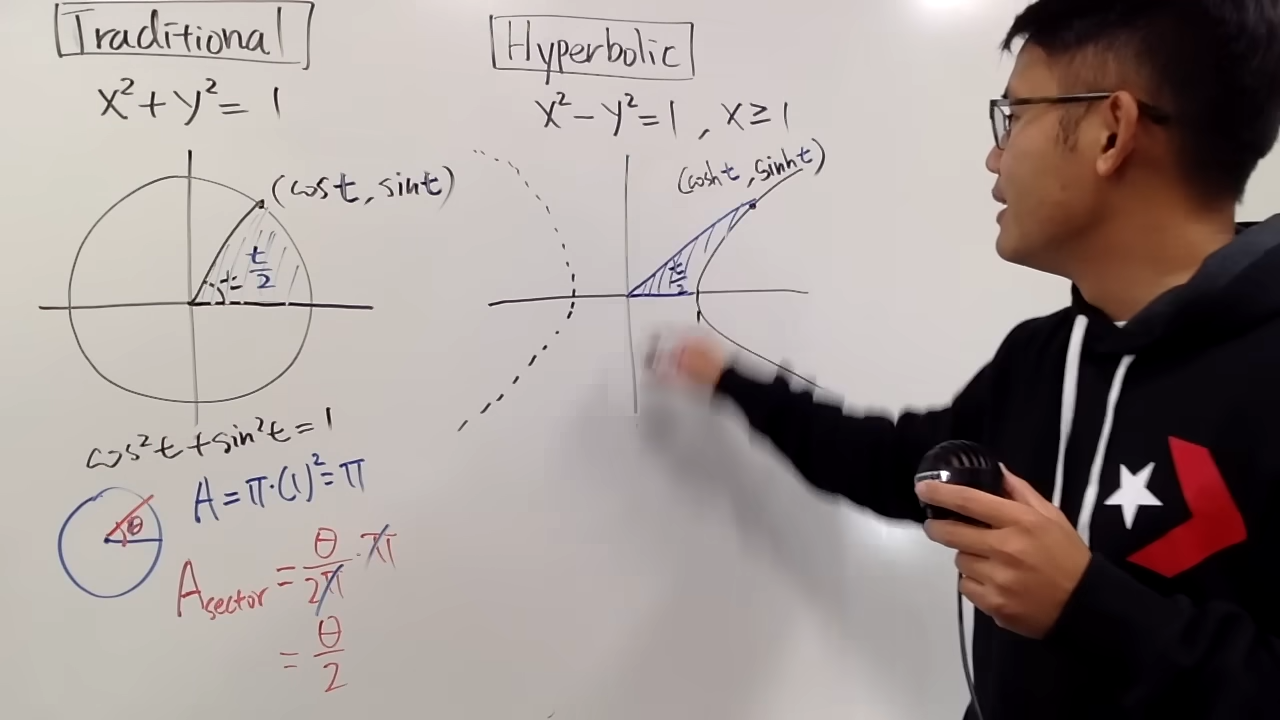 Traditional
x² + y² = 1
(cos t, sin t)
t
t/2
cos²t + sin²t = 1
A = π·(1)² = π
θ
A sector = θ/2π · π
= θ/2
Hyperbolic
x² - y² = 1, x ≥ 1
(cosh t, sinh t)
t/2